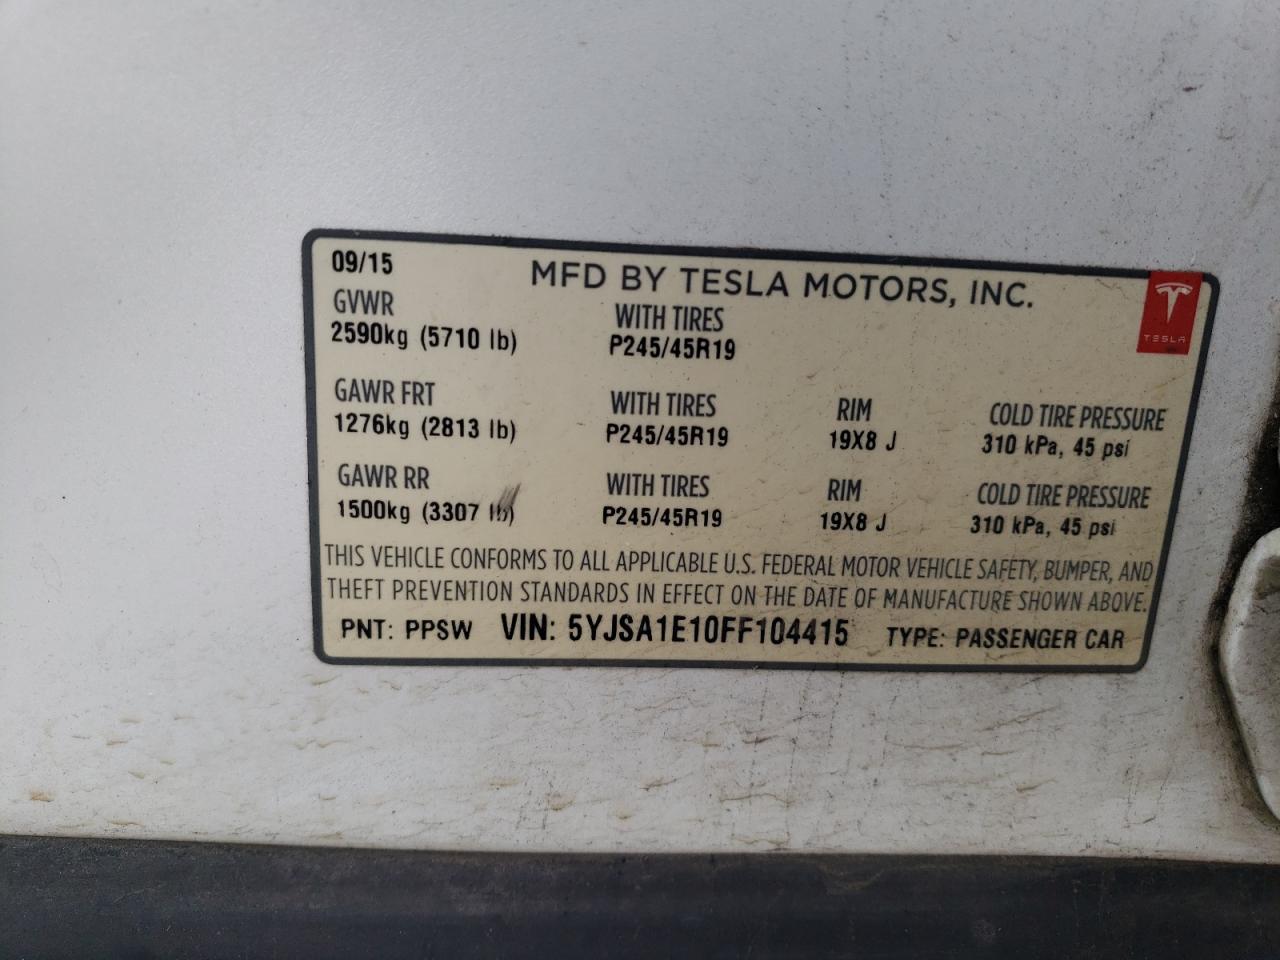 09/15 MFD BY TESLA MOTORS, INC.
TESLA
GVWR WITH TIRES
2590kg (5710 lb) P245/45R19
GAWR FRT WITH TIRES RIM COLD TIRE PRESSURE
1276kg (2813 lb) P245/45R19 19X8 J 310 kPa, 45 psi
GAWR RR WITH TIRES RIM COLD TIRE PRESSURE
1500kg (3307 lb) P245/45R19 19X8 J 310 kPa, 45 psi
THIS VEHICLE CONFORMS TO ALL APPLICABLE U.S. FEDERAL MOTOR VEHICLE SAFETY, BUMPER, AND
THEFT PREVENTION STANDARDS IN EFFECT ON THE DATE OF MANUFACTURE SHOWN ABOVE.
PNT: PPSW VIN: 5YJSA1E10FF104415 TYPE: PASSENGER CAR